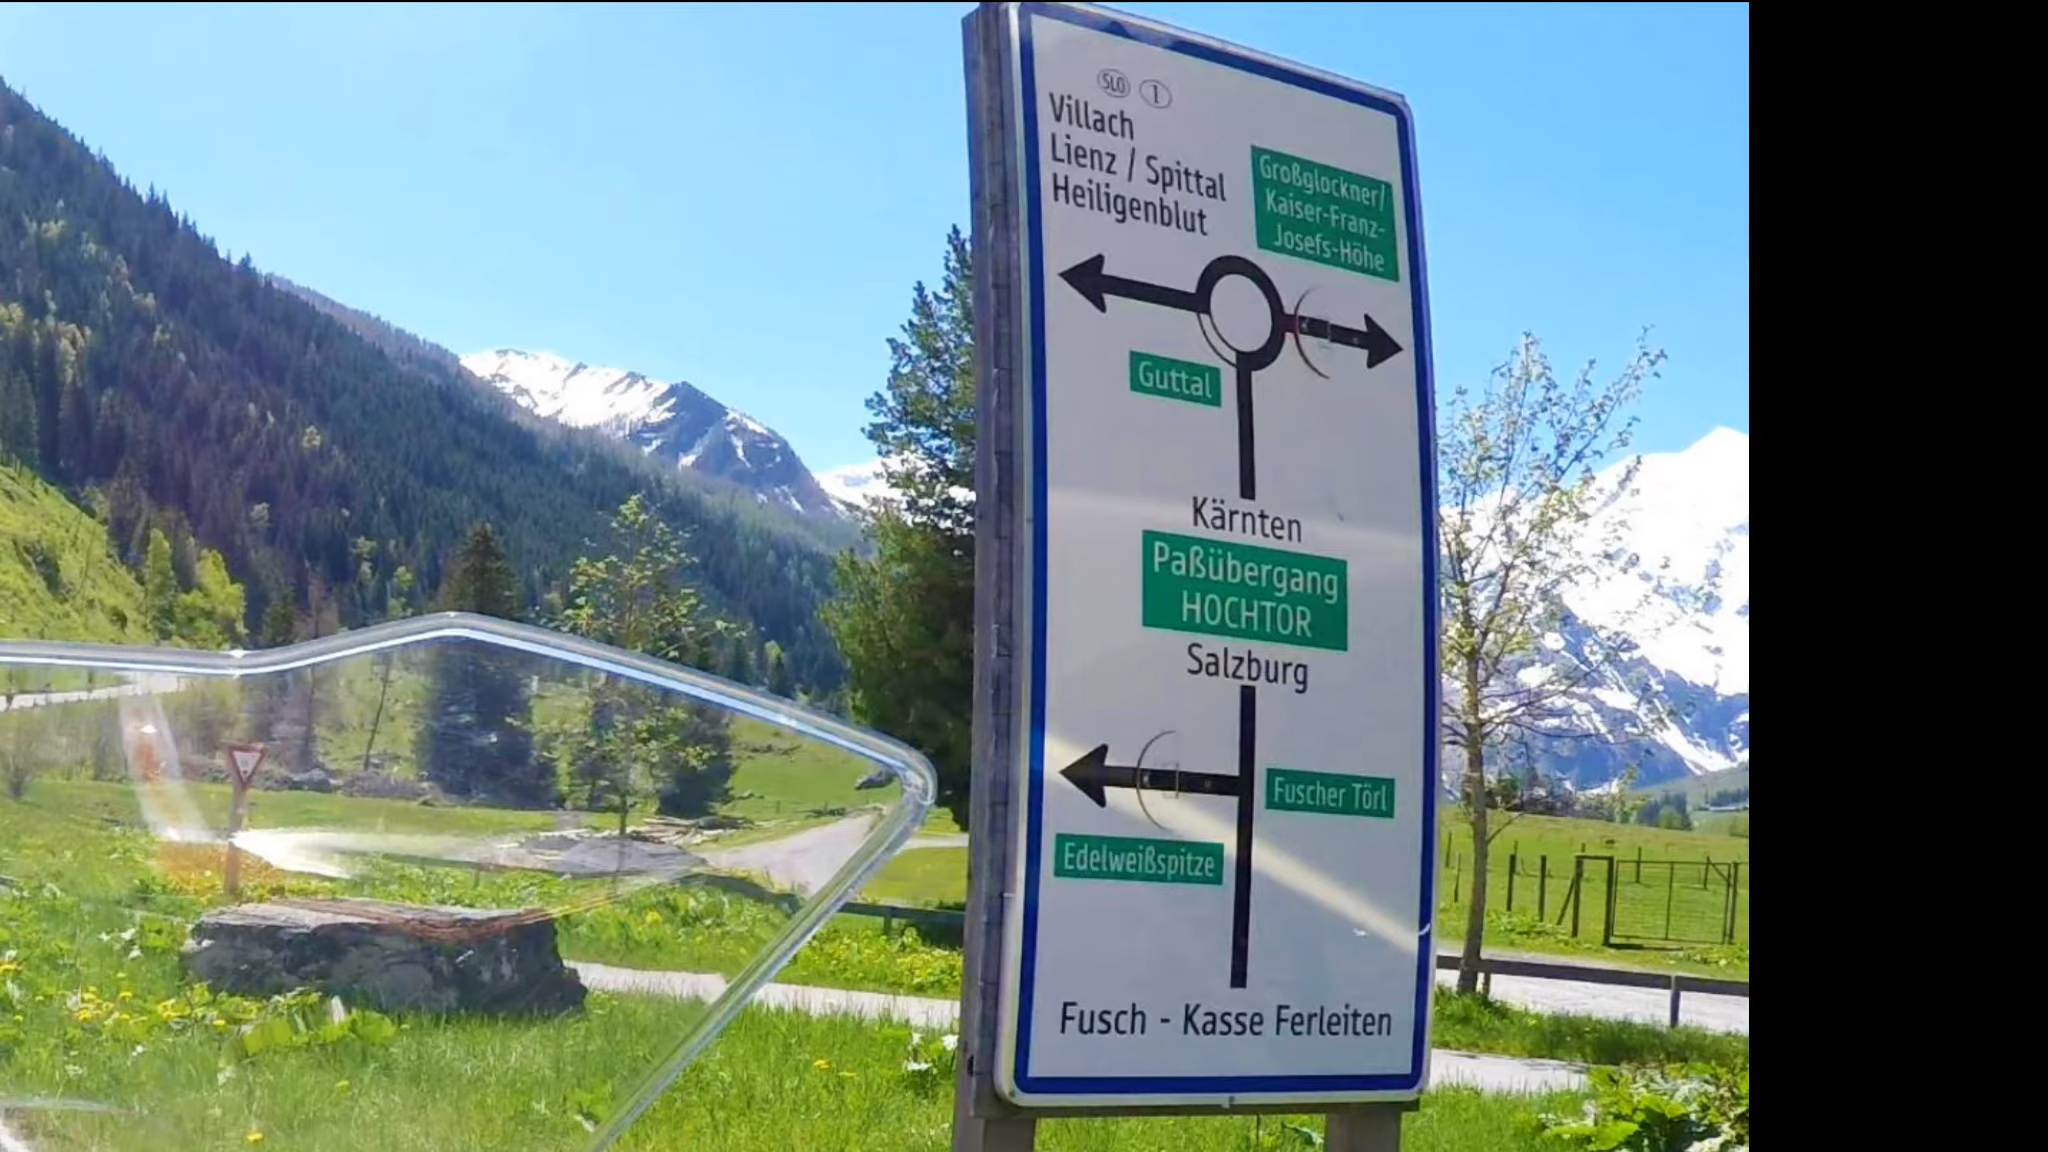 SLO I
Villach
Lienz / Spittal
Heiligenblut
Großglockner/
Kaiser-Franz-
Josefs-Höhe
Guttal
Kärnten
Paßübergang
HOCHTOR
Salzburg
Fuscher Törl
Edelweißspitze
Fusch - Kasse Ferleiten